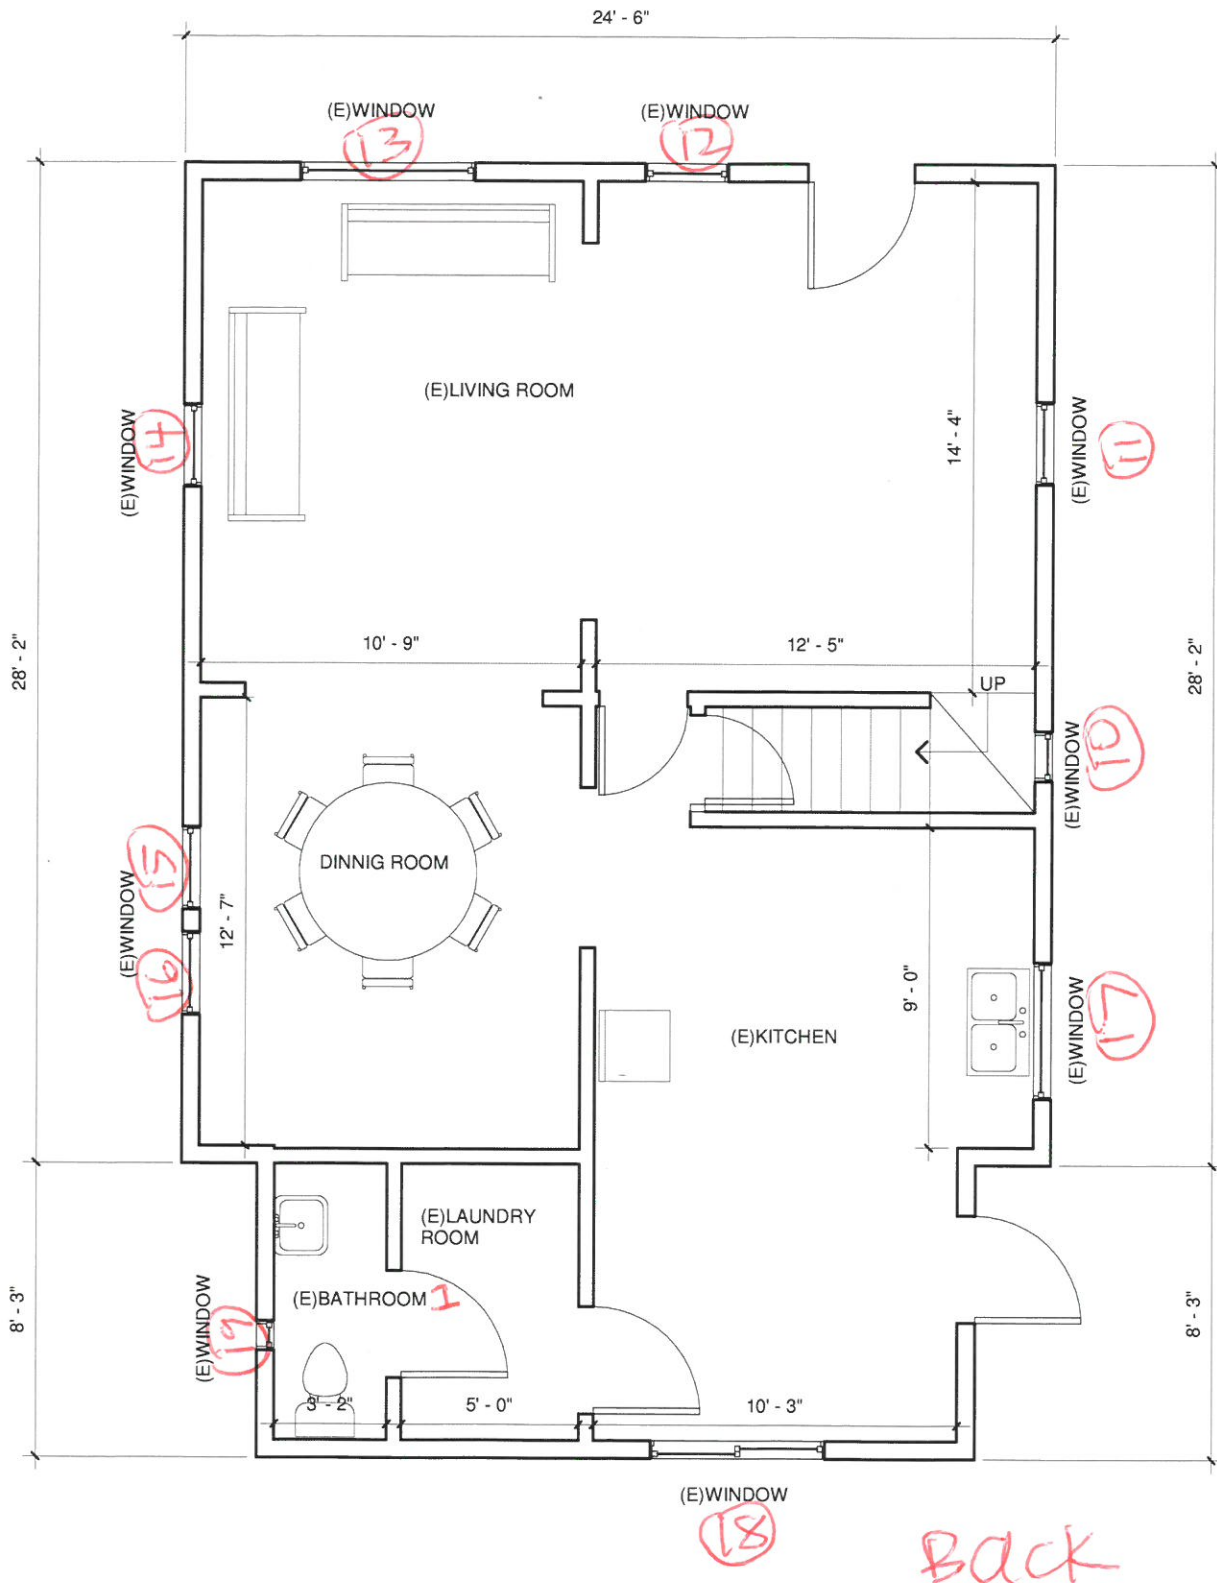 24' - 6"
(E)WINDOW
13
(E)WINDOW
12
(E)LIVING ROOM
(E)WINDOW
14
14' - 4"
(E)WINDOW
11
28' - 2"
10' - 9"
12' - 5"
28' - 2"
UP
(E)WINDOW
10
DINNIG ROOM
(E)WINDOW
15
16
12' - 7"
9' - 0"
(E)KITCHEN
(E)WINDOW
17
(E)LAUNDRY
ROOM
(E)BATHROOM 1
(E)WINDOW
19
8' - 3"
8' - 3"
3' - 2"
5' - 0"
10' - 3"
(E)WINDOW
18
Back